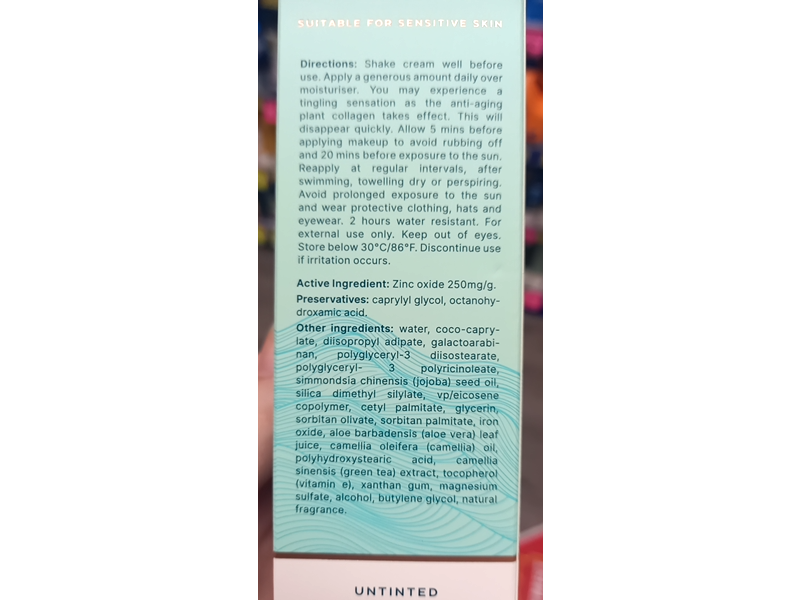 SUITABLE FOR SENSITIVE SKIN
Directions: Shake cream well before
use. Apply a generous amount daily over
moisturiser. You may experience a
tingling sensation as the anti-aging
plant collagen takes effect. This will
disappear quickly. Allow 5 mins before
applying makeup to avoid rubbing off
and 20 mins before exposure to the sun.
Reapply at regular intervals, after
swimming, towelling dry or perspiring.
Avoid prolonged exposure to the sun
and wear protective clothing, hats and
eyewear. 2 hours water resistant. For
external use only. Keep out of eyes.
Store below 30°C/86°F. Discontinue use
if irritation occurs.
Active Ingredient: Zinc oxide 250mg/g.
Preservatives: caprylyl glycol, octanohy-
droxamic acid.
Other ingredients: water, coco-capry-
late, diisopropyl adipate, galactoarabi-
nan, polyglyceryl-3 diisostearate,
polyglyceryl- 3 polyricinoleate,
simmondsia chinensis (jojoba) seed oil,
silica dimethyl silylate, vp/eicosene
copolymer, cetyl palmitate, glycerin,
sorbitan olivate, sorbitan palmitate, iron
oxide, aloe barbadensis (aloe vera) leaf
juice, camellia oleifera (camellia) oil,
polyhydroxystearic acid, camellia
sinensis (green tea) extract, tocopherol
(vitamin e), xanthan gum, magnesium
sulfate, alcohol, butylene glycol, natural
fragrance.
UNTINTED